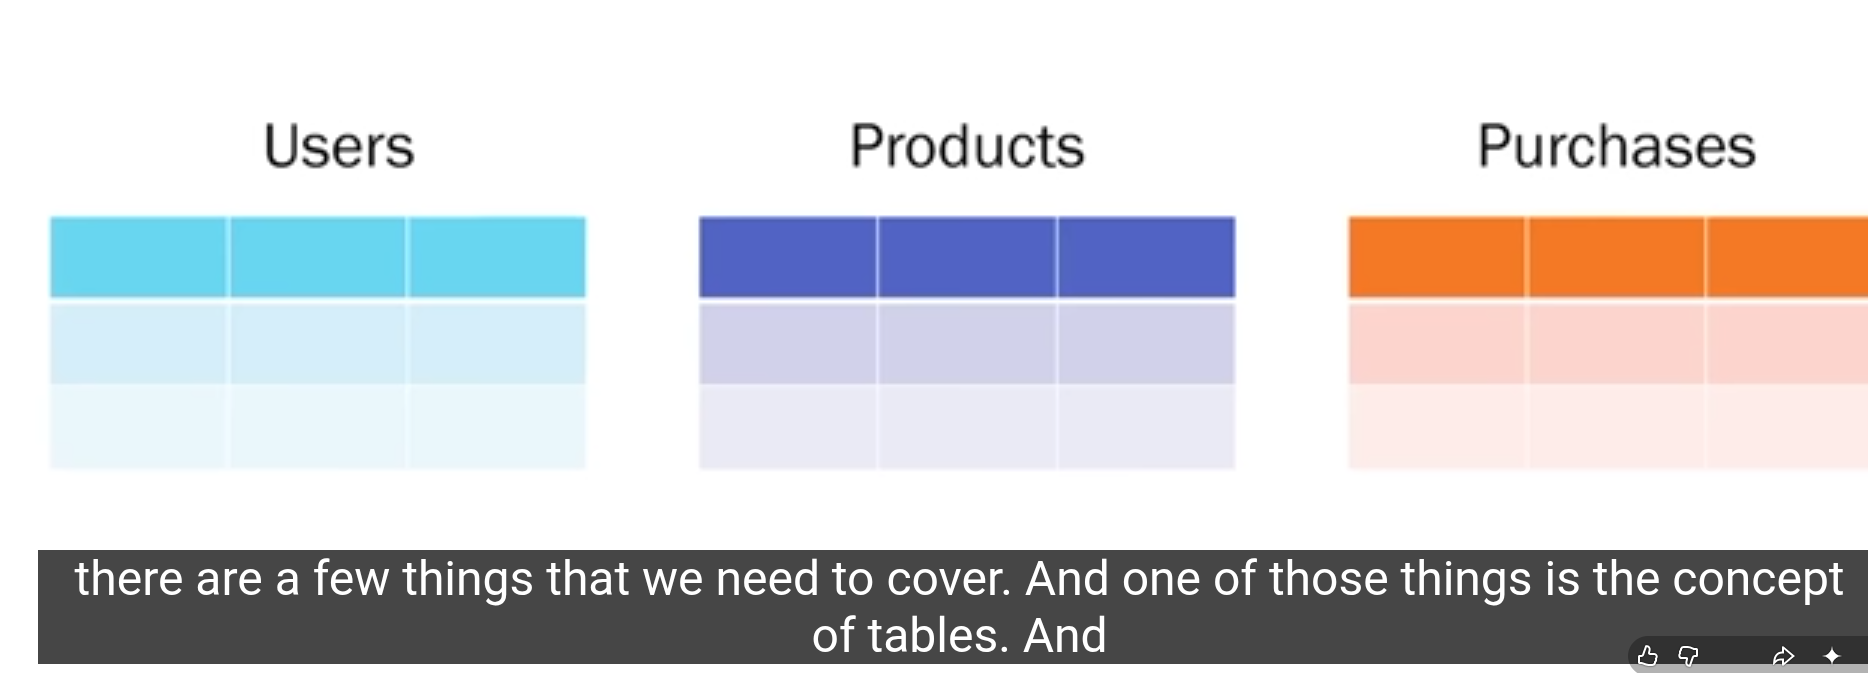 Users
Products
Purchases
there are a few things that we need to cover. And one of those things is the concept
of tables. And